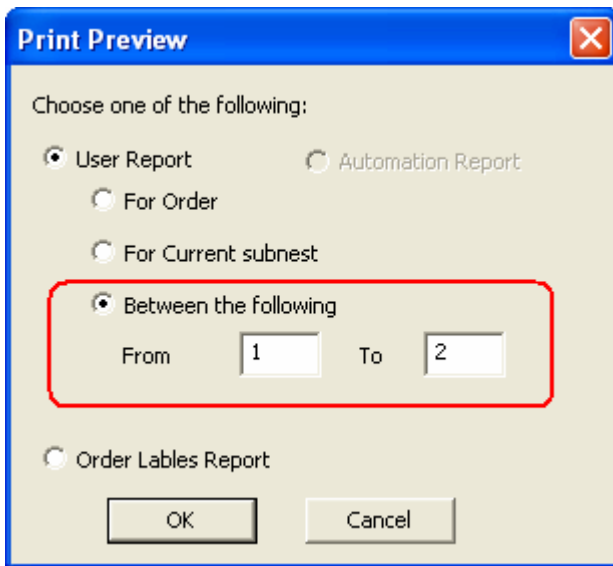 Print Preview
Choose one of the following:
User Report Automation Report
For Order
For Current subnest
Between the following
From 1 To 2
Order Lables Report
OK Cancel